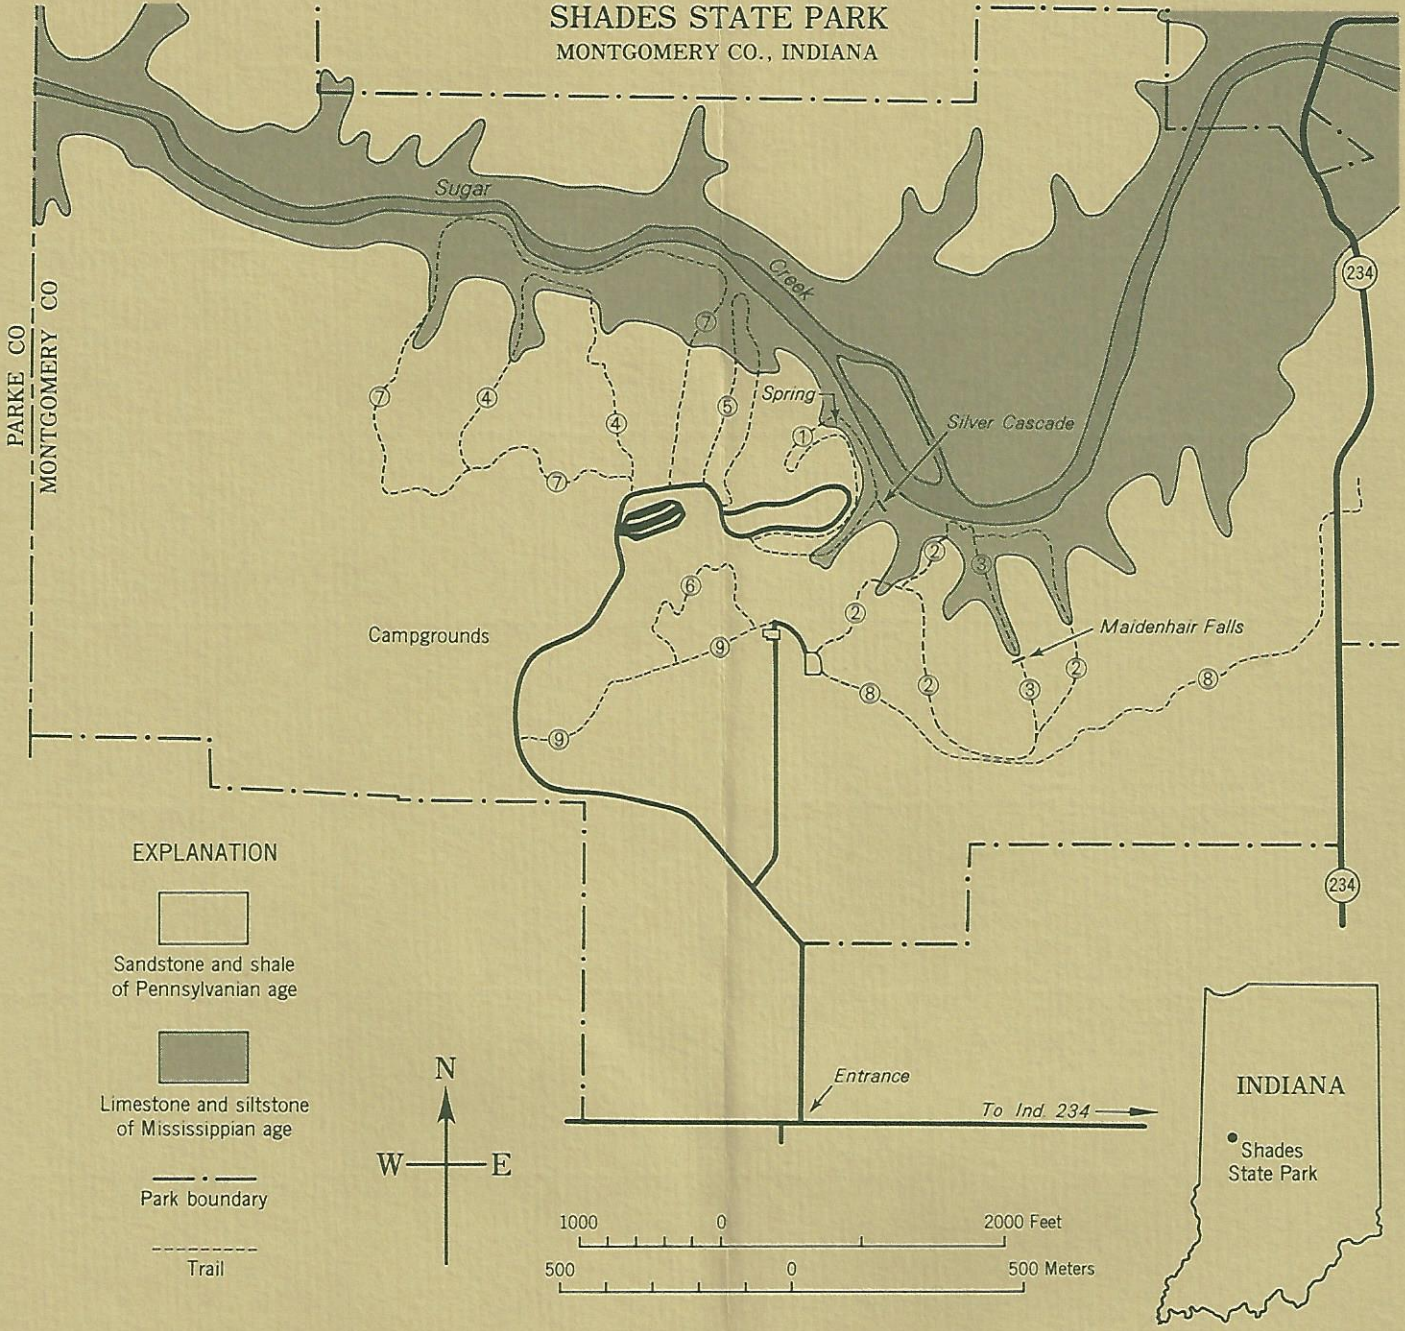 SHADES STATE PARK
MONTGOMERY CO., INDIANA
Sugar
Creek
234
PARKE CO
MONTGOMERY CO
7
7
4
4
5
Spring
1
Silver Cascade
7
2
3
6
2
Campgrounds
Maidenhair Falls
9
8
2
3
2
8
9
EXPLANATION
Sandstone and shale
of Pennsylvanian age
Limestone and siltstone
of Mississippian age
Park boundary
Trail
234
N
W E
Entrance
To Ind. 234
INDIANA
Shades
State Park
1000 0 2000 Feet
500 0 500 Meters